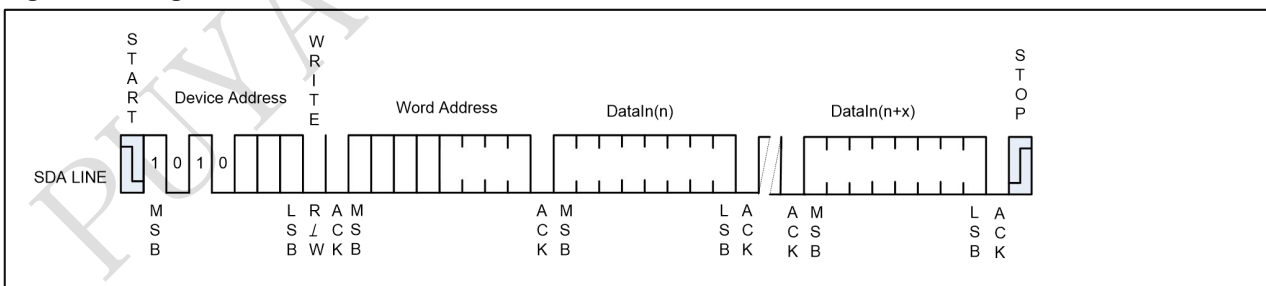 START
WRITE
STOP
Device Address
Word Address
DataIn(n)
DataIn(n+x)
SDA LINE
1 0 1 0
MSB
LSB
R/W
ACK
MSB
ACK
MSB
LSB
ACK
ACK
MSB
LSB
ACK
PUYA